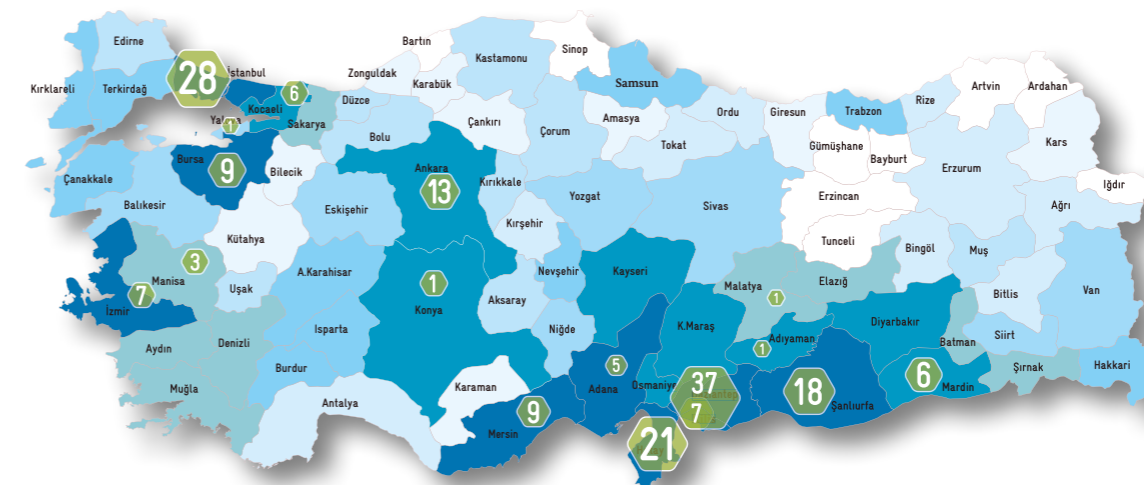 Edirne
Kırklareli
Terkirdağ
28
İstanbul
6
Kocaeli
1
Sakarya
Düzce
Zonguldak
Bartın
Karabük
Kastamonu
Sinop
Samsun
Çankırı
Bolu
Çorum
Amasya
Ordu
Tokat
Giresun
Trabzon
Gümüşhane
Bayburt
Rize
Artvin
Ardahan
Kars
Iğdır
Erzurum
Ağrı
Erzincan
Tunceli
Bingöl
Muş
Bitlis
Van
Siirt
Hakkari
Şırnak
Batman
Diyarbakır
6
Mardin
Elazığ
Malatya
1
Adıyaman
1
18
Şanlıurfa
37
7
21
K.Maraş
Osmaniye
5
Adana
9
Mersin
Karaman
Kayseri
Sivas
Yozgat
Kırşehir
Kırıkkale
Nevşehir
Niğde
Aksaray
Ankara
13
1
Konya
Eskişehir
Bilecik
Bursa
9
Çanakkale
Balıkesir
Kütahya
A.Karahisar
Uşak
3
Manisa
7
İzmir
Aydın
Denizli
Muğla
Isparta
Burdur
Antalya